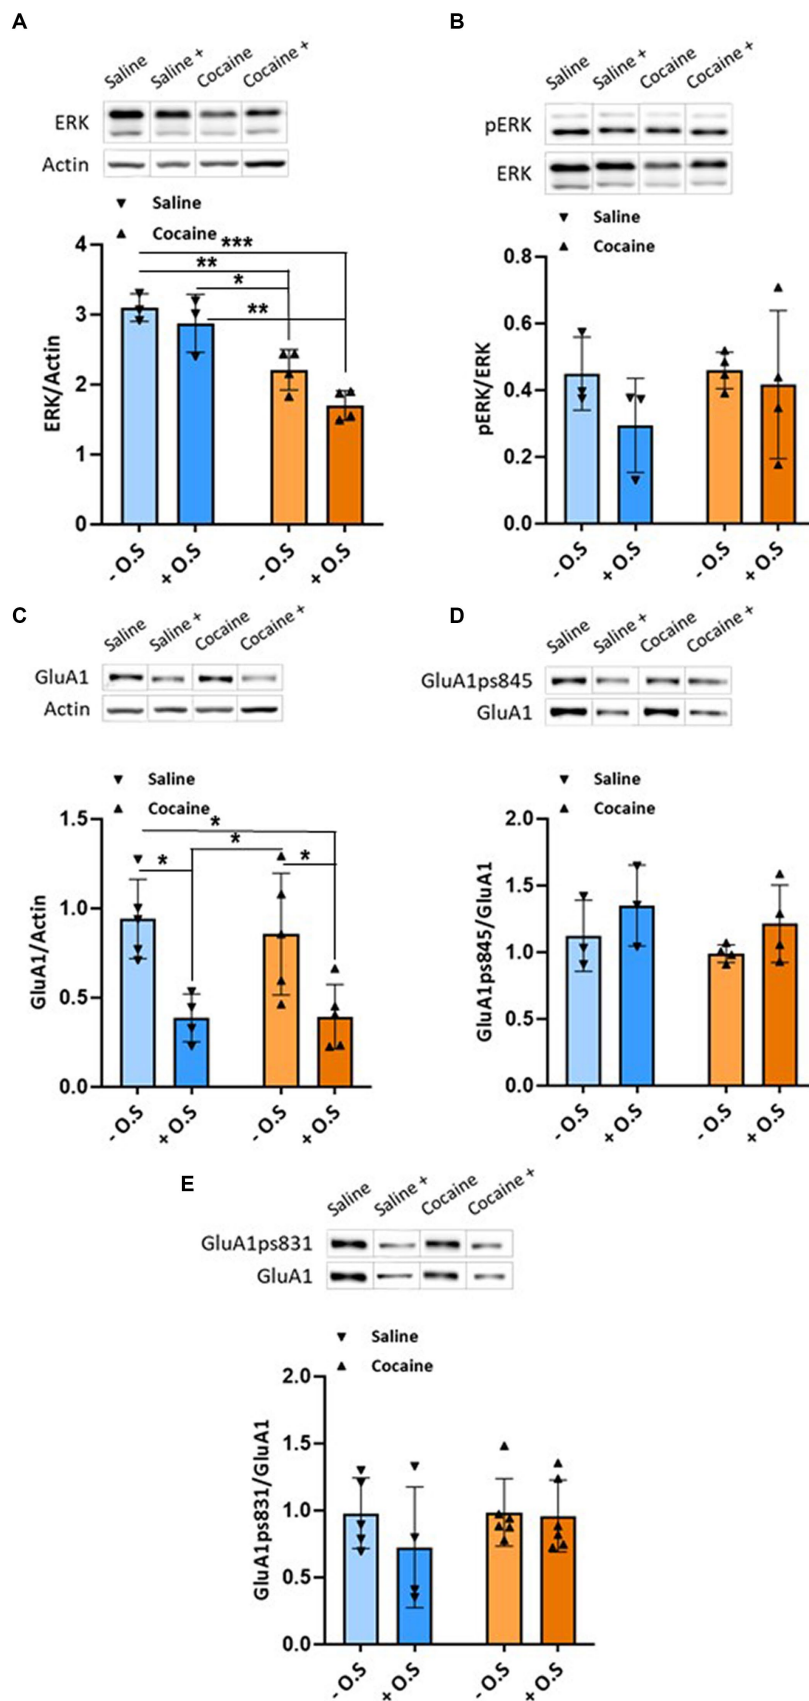 A
Saline Saline + Cocaine Cocaine +
ERK
Actin
▼ Saline
▲ Cocaine
***
**
*
**
ERK/Actin
4
3
2
1
0
- O.S + O.S - O.S + O.S
B
Saline Saline + Cocaine Cocaine +
pERK
ERK
▼ Saline
▲ Cocaine
pERK/ERK
0.8
0.6
0.4
0.2
0.0
- O.S + O.S - O.S + O.S
C
Saline Saline + Cocaine Cocaine +
GluA1
Actin
▼ Saline
▲ Cocaine
*
*
* *
GluA1/Actin
1.5
1.0
0.5
0.0
- O.S + O.S - O.S + O.S
D
Saline Saline + Cocaine Cocaine +
GluA1ps845
GluA1
▼ Saline
▲ Cocaine
GluA1ps845/GluA1
2.0
1.5
1.0
0.5
0.0
- O.S + O.S - O.S + O.S
E
Saline Saline + Cocaine Cocaine +
GluA1ps831
GluA1
▼ Saline
▲ Cocaine
GluA1ps831/GluA1
2.0
1.5
1.0
0.5
0.0
- O.S + O.S - O.S + O.S